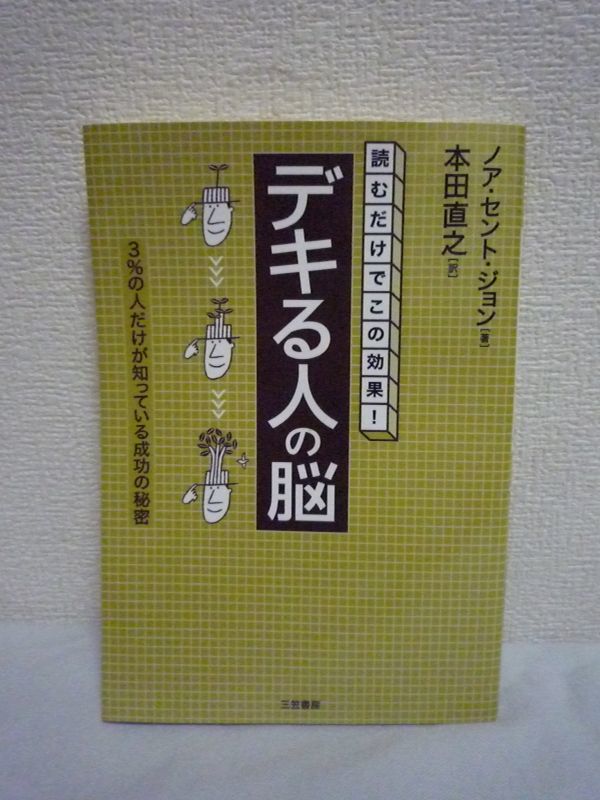 ノア・セント・ジョン[著]
本田直之[訳]
読むだけでこの効果!
デキる人の脳
3%の人だけが知っている成功の秘密
三笠書房